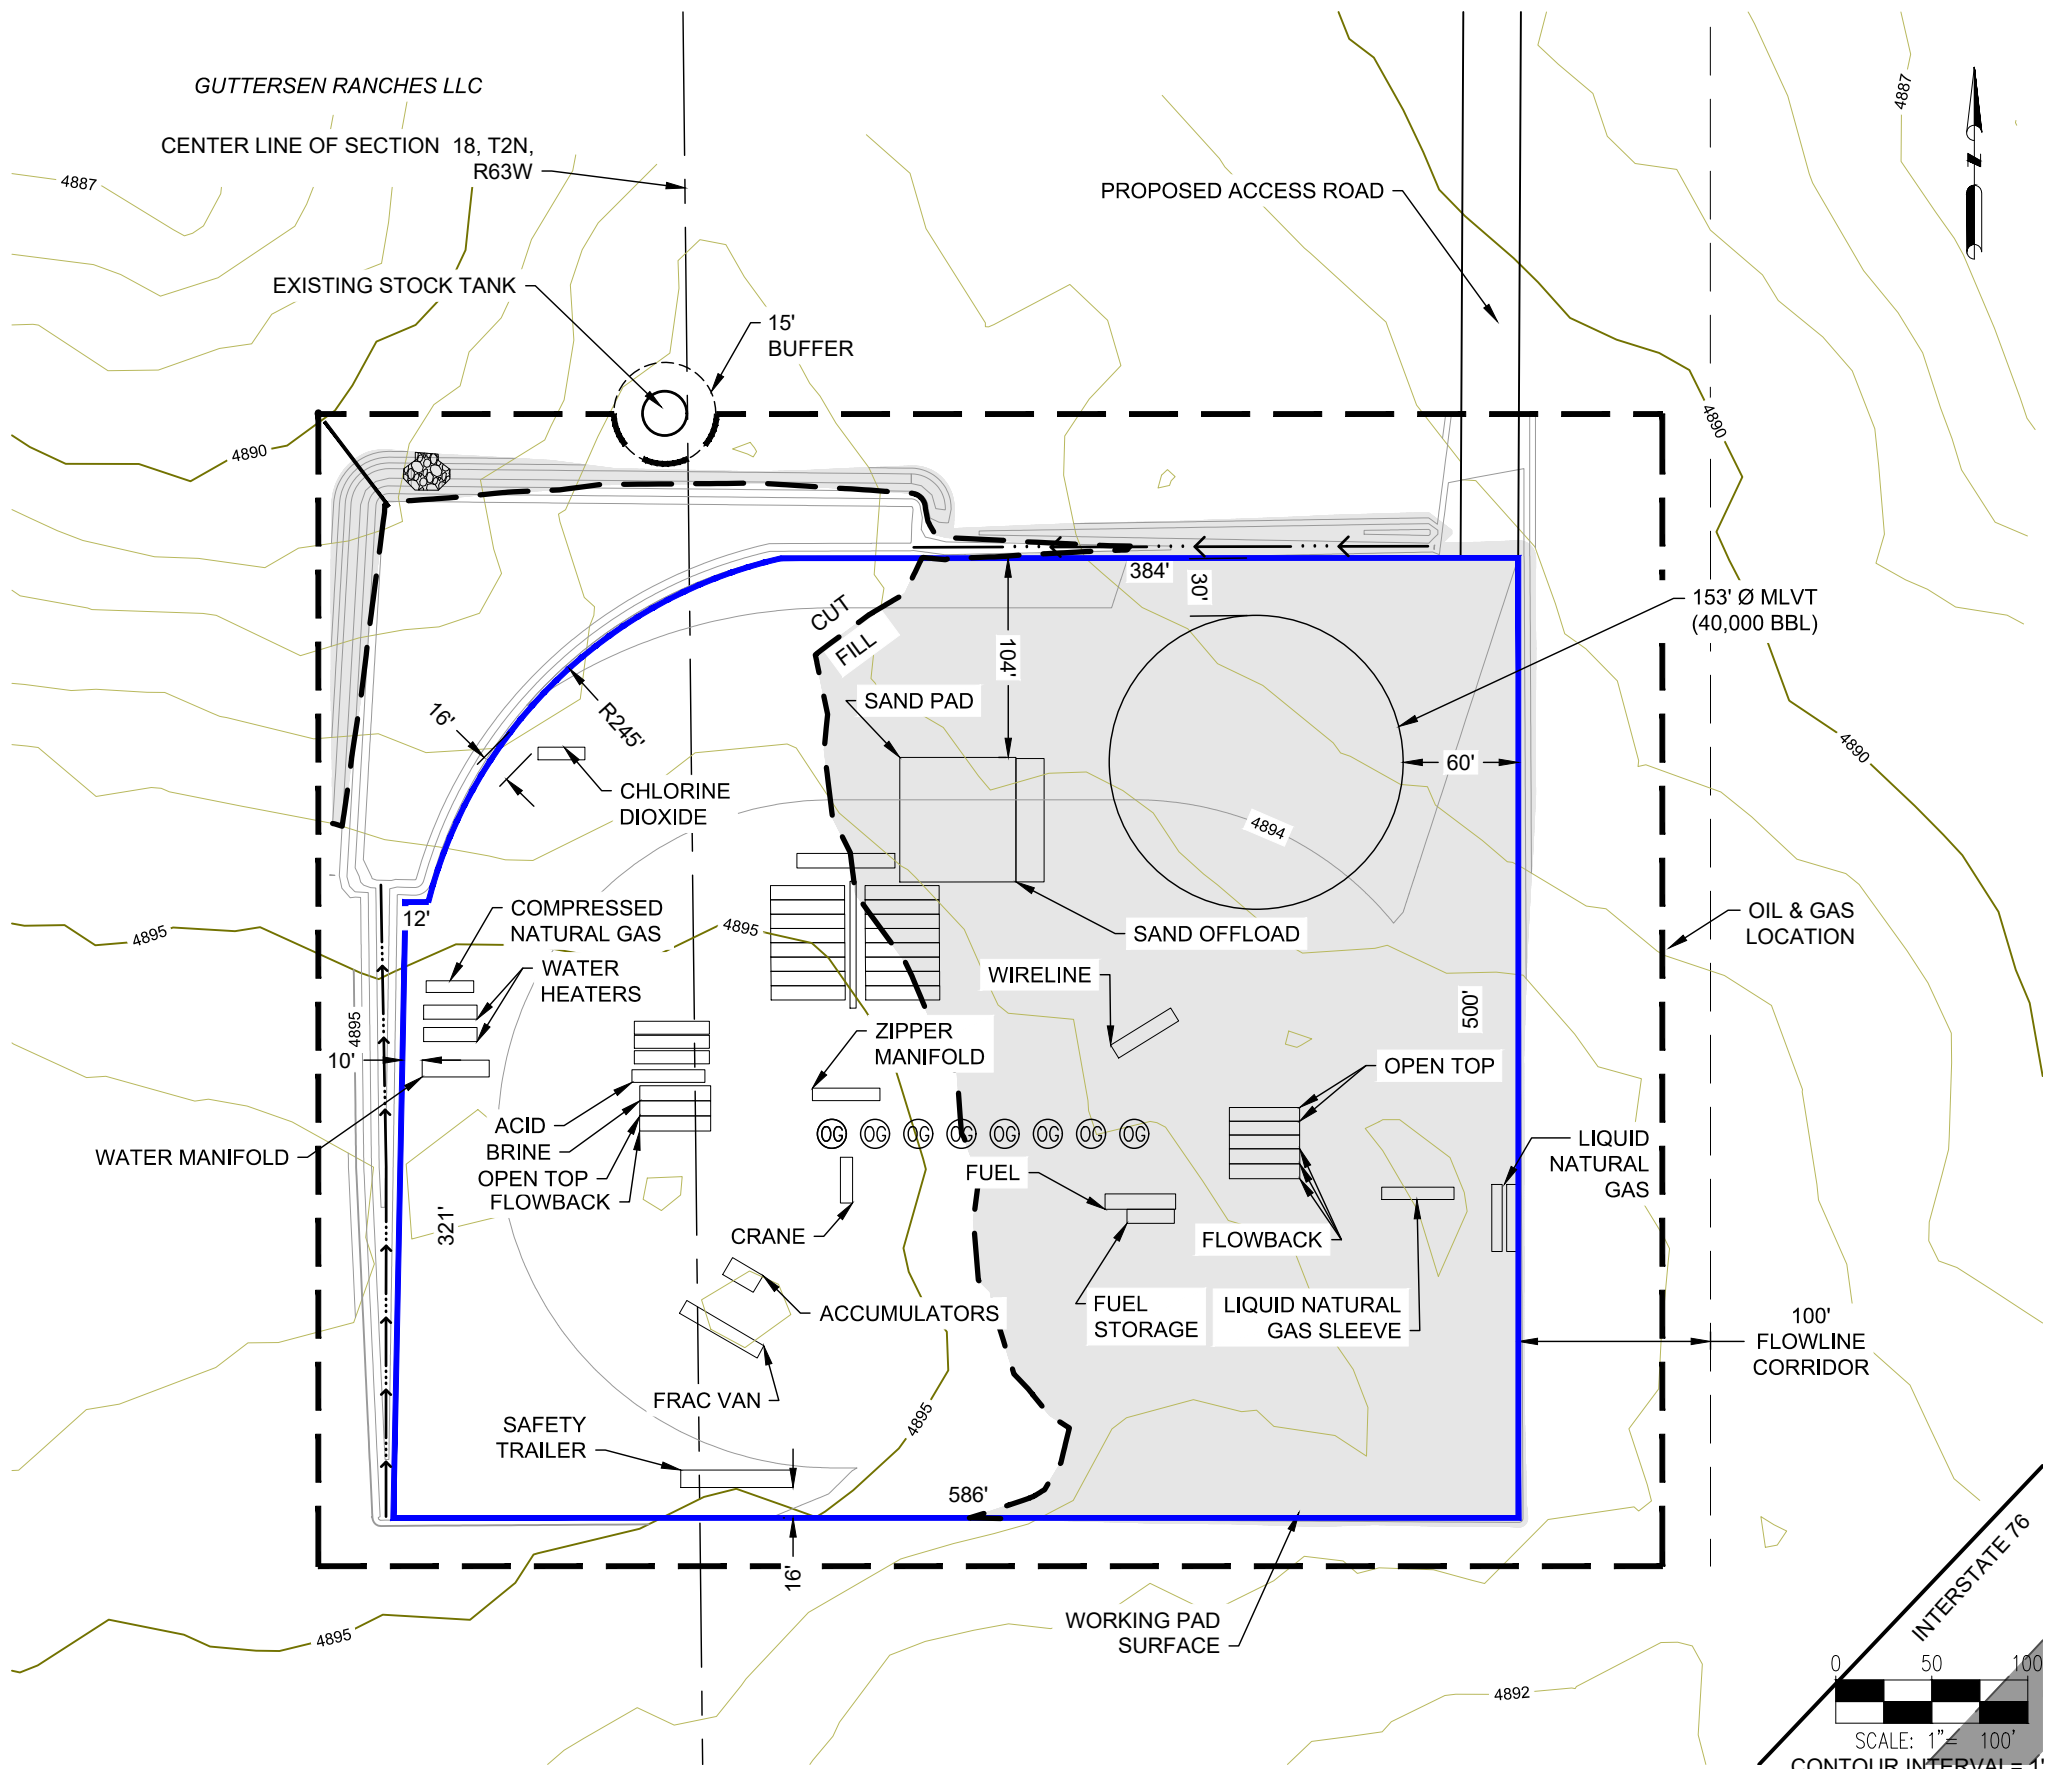 GUTTERSEN RANCHES LLC
CENTER LINE OF SECTION 18, T2N,
R63W
4887
4887
PROPOSED ACCESS ROAD
EXISTING STOCK TANK
15'
BUFFER
4890
4890
4890
384'
30'
153' Ø MLVT
(40,000 BBL)
CUT
FILL
104'
SAND PAD
R245'
16'
60'
CHLORINE
DIOXIDE
4894
12'
COMPRESSED
NATURAL GAS
4895
4895
SAND OFFLOAD
OIL & GAS
LOCATION
WATER
HEATERS
WIRELINE
500'
4895
10'
ZIPPER
MANIFOLD
OPEN TOP
ACID
BRINE
OPEN TOP
FLOWBACK
WATER MANIFOLD
OG OG OG OG OG OG OG OG
LIQUID
NATURAL
GAS
FUEL
321'
CRANE
FLOWBACK
ACCUMULATORS
FUEL
STORAGE
LIQUID NATURAL
GAS SLEEVE
100'
FLOWLINE
CORRIDOR
FRAC VAN
SAFETY
TRAILER
4895
586'
16'
4895
WORKING PAD
SURFACE
4892
INTERSTATE 76
0 50 100
SCALE: 1"= 100'
CONTOUR INTERVAL = 1'
N